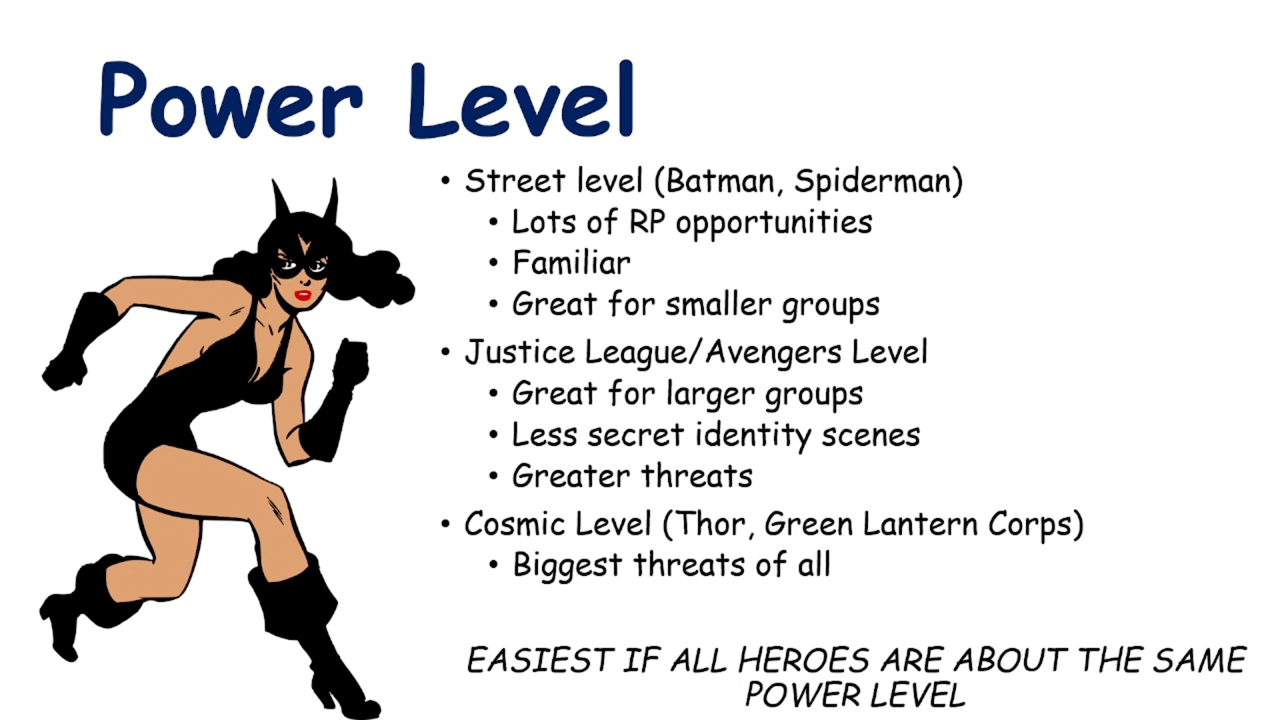 Power Level
• Street level (Batman, Spiderman)
• Lots of RP opportunities
• Familiar
• Great for smaller groups
• Justice League/Avengers Level
• Great for larger groups
• Less secret identity scenes
• Greater threats
• Cosmic Level (Thor, Green Lantern Corps)
• Biggest threats of all
EASIEST IF ALL HEROES ARE ABOUT THE SAME
POWER LEVEL